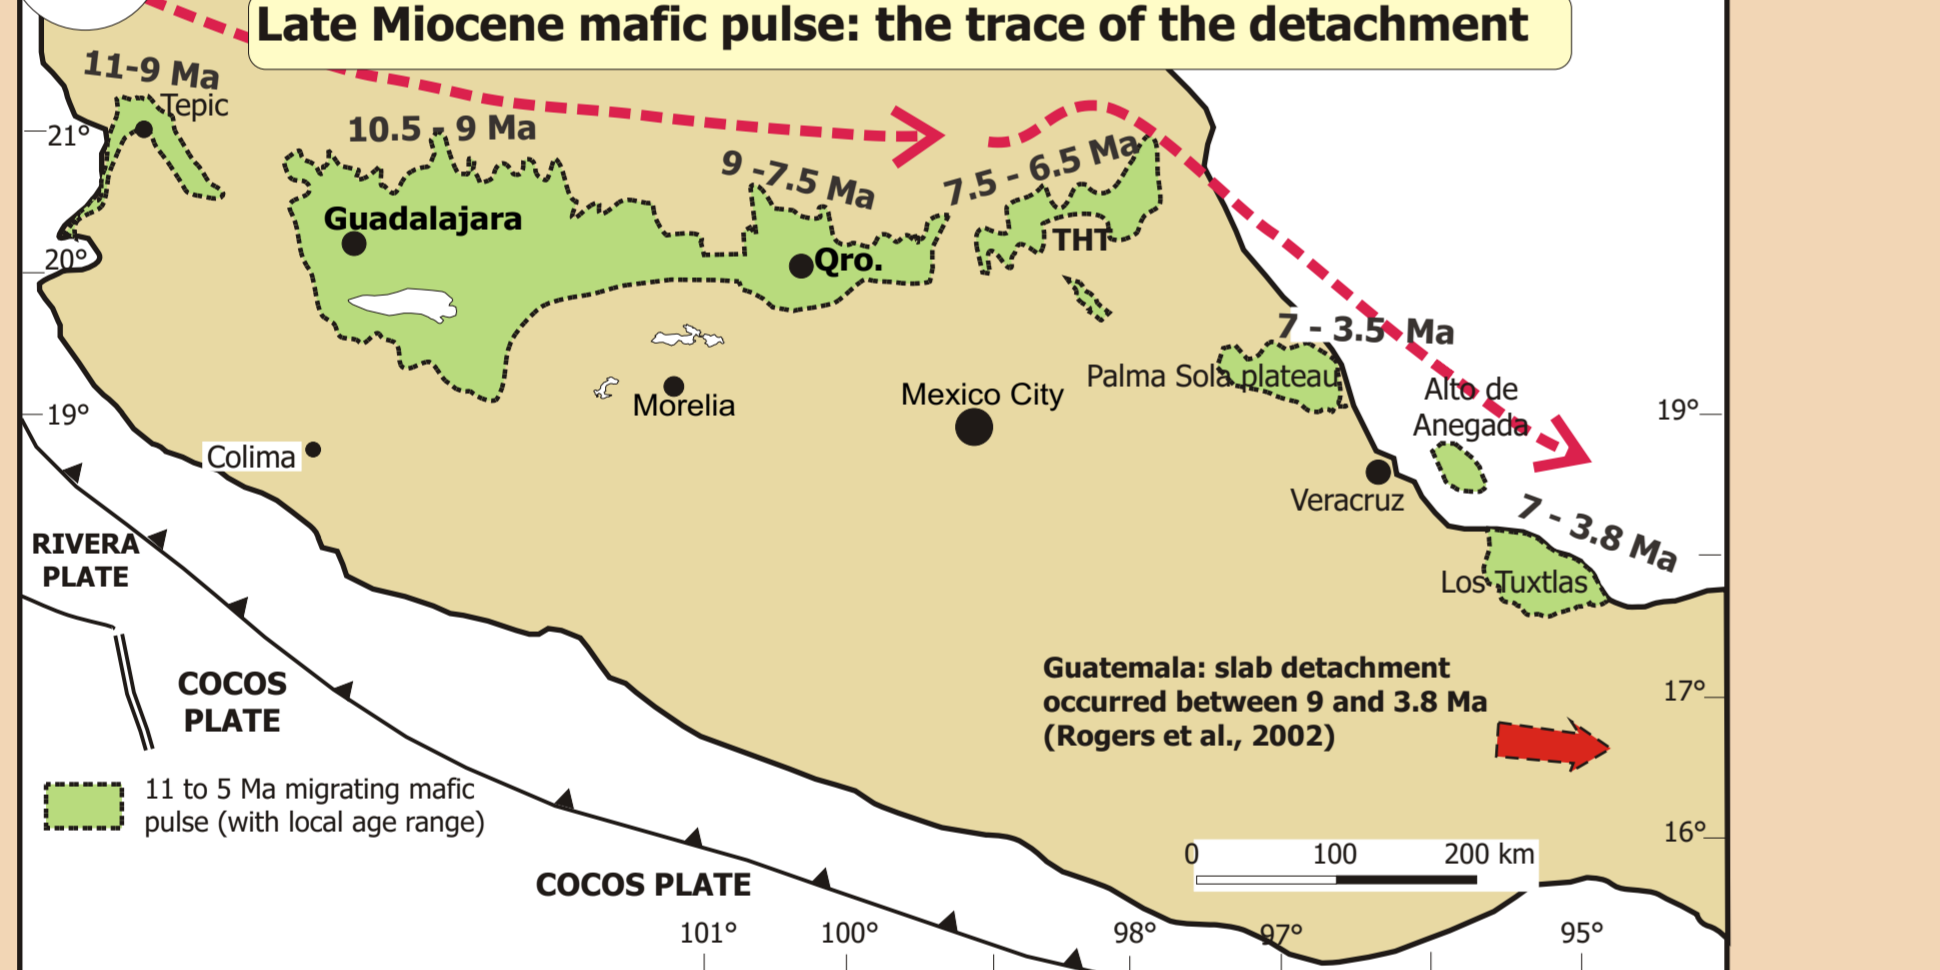 Late Miocene mafic pulse: the trace of the detachment
11-9 Ma
Tepic
21°
10.5 - 9 Ma
9 -7.5 Ma
7.5 - 6.5 Ma
Guadalajara
Qro.
THT
20°
7 - 3.5 Ma
Palma Sola plateau
Alto de
Anegada
Morelia
Mexico City
19°
19°
Colima
Veracruz
7 - 3.8 Ma
RIVERA
PLATE
Los Tuxtlas
COCOS
PLATE
Guatemala: slab detachment
occurred between 9 and 3.8 Ma
(Rogers et al., 2002)
17°
11 to 5 Ma migrating mafic
pulse (with local age range)
16°
0 100 200 km
COCOS PLATE
101° 100° 98° 97° 95°